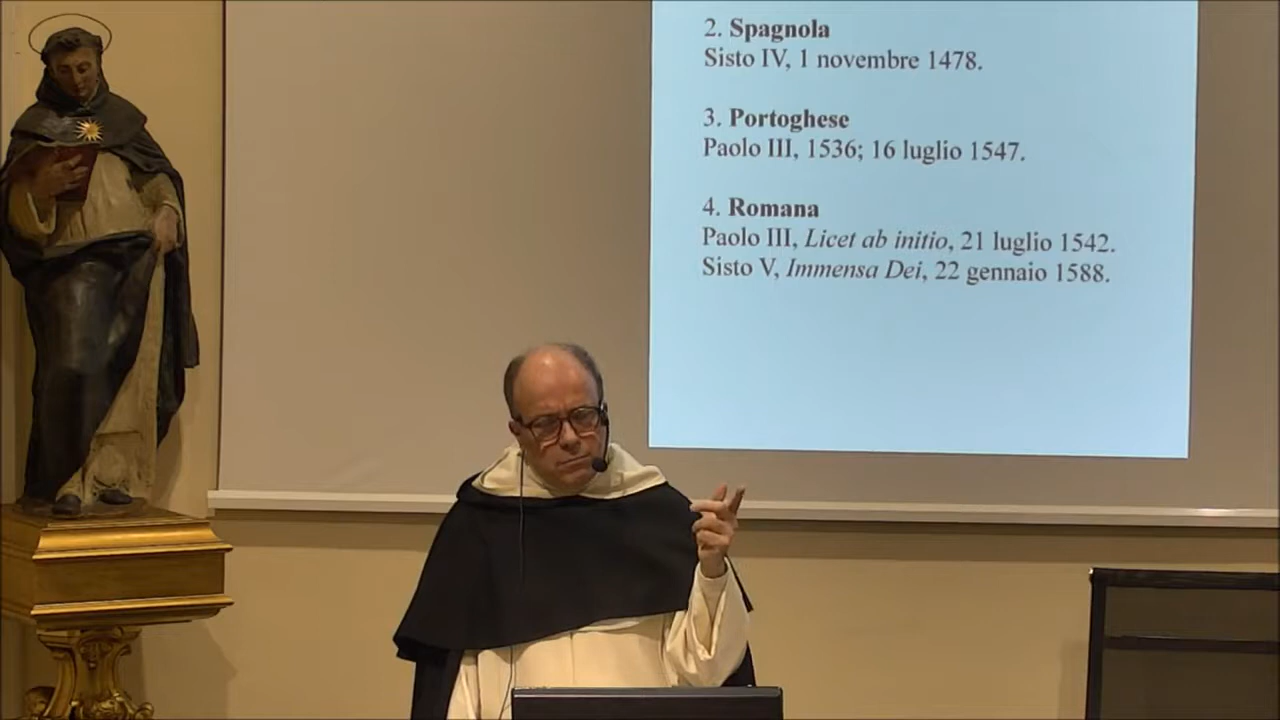 2. Spagnola
Sisto IV, 1 novembre 1478.
3. Portoghese
Paolo III, 1536; 16 luglio 1547.
4. Romana
Paolo III, Licet ab initio, 21 luglio 1542.
Sisto V, Immensa Dei, 22 gennaio 1588.